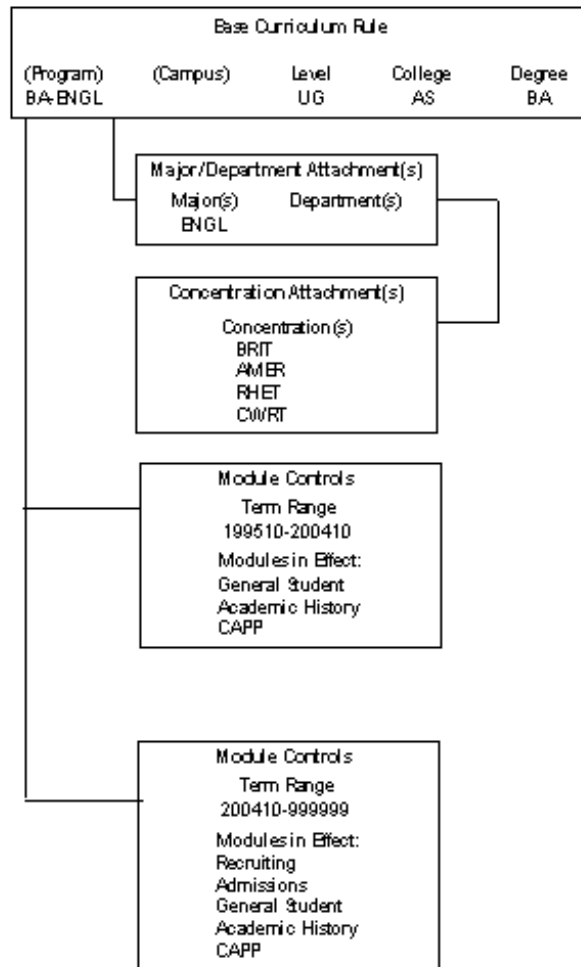 Base Curriculum Rule
(Program) (Campus) Level College Degree
BA-ENGL UG AS BA
Major/Department Attachment(s)
Major(s) Department(s)
ENGL
Concentration Attachment(s)
Concentration(s)
BRIT
AMER
RHET
CWRT
Module Controls
Term Range
199510-200410
Modules in Effect:
General Student
Academic History
CAPP
Module Controls
Term Range
200410-999999
Modules in Effect:
Recruiting
Admissions
General Student
Academic History
CAPP